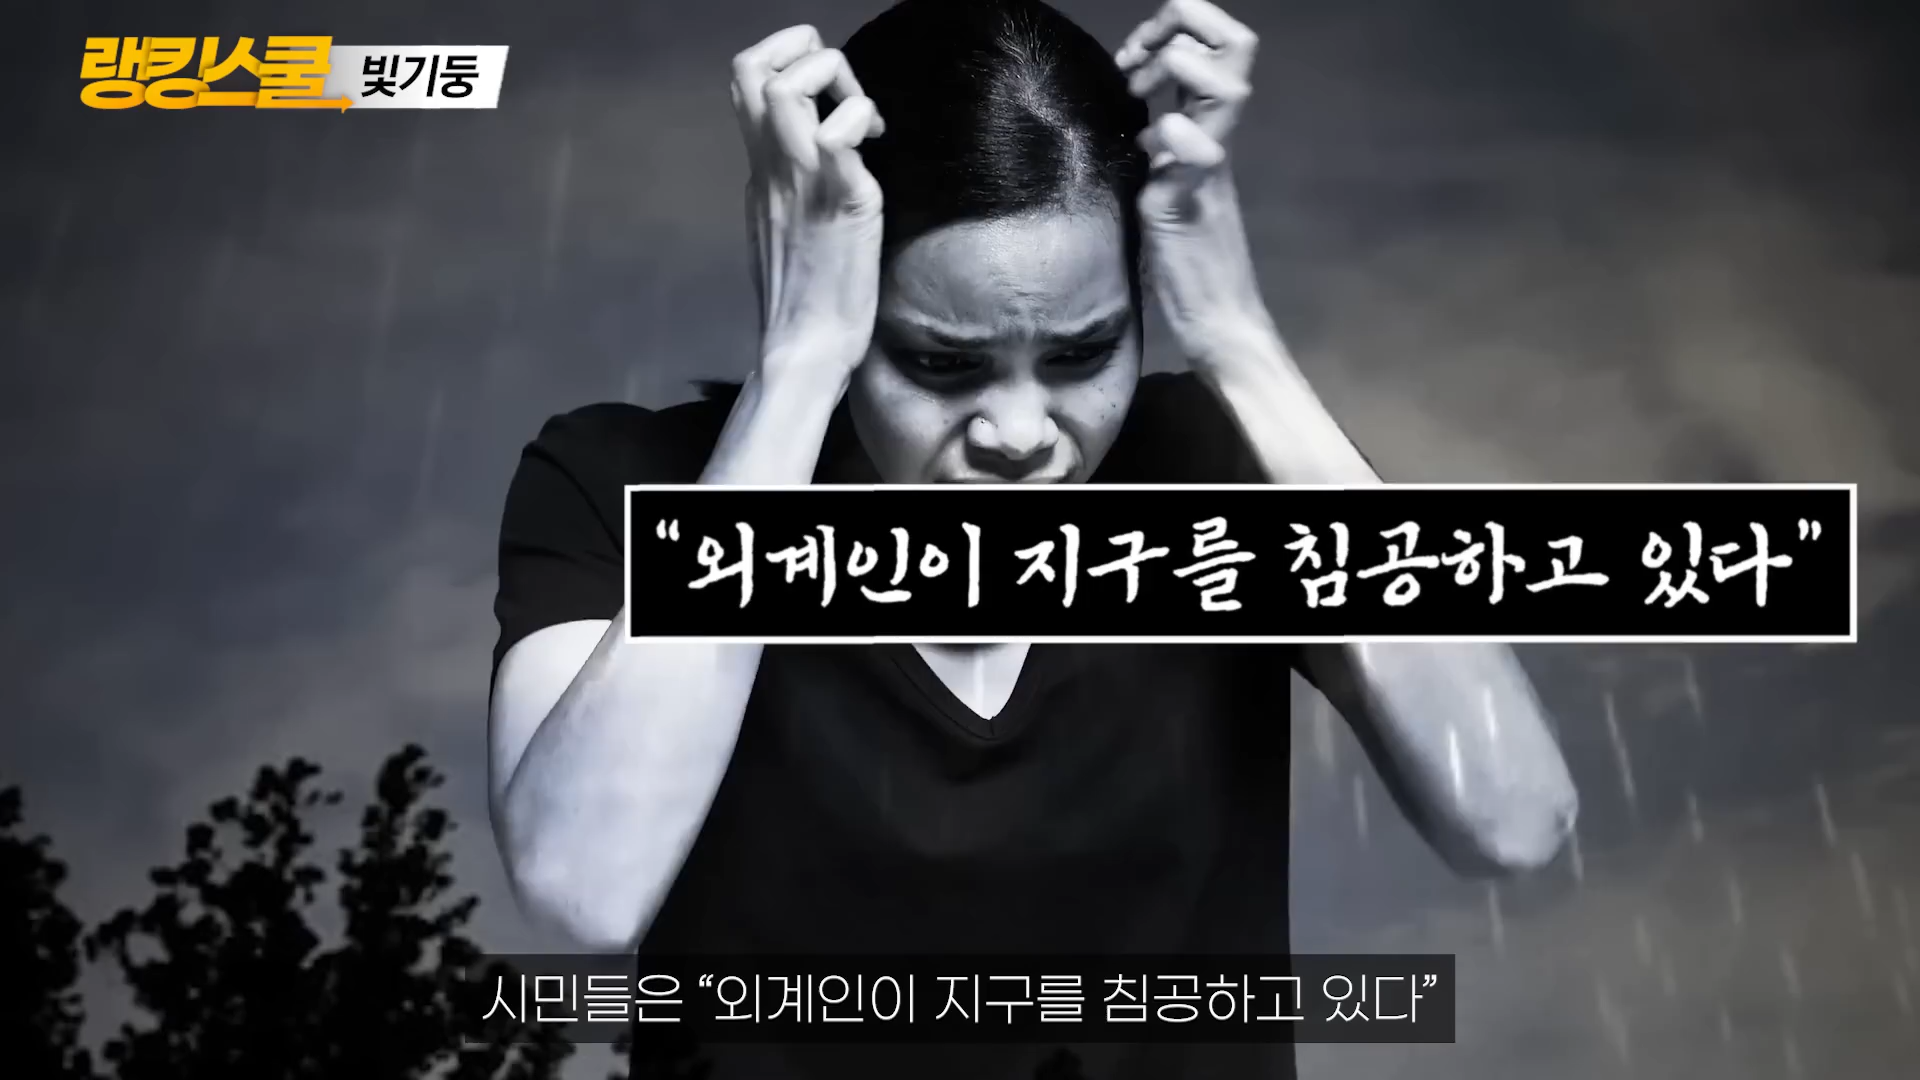 랭킹스쿨 빛기둥
“외계인이 지구를 침공하고 있다”
시민들은 “외계인이 지구를 침공하고 있다”